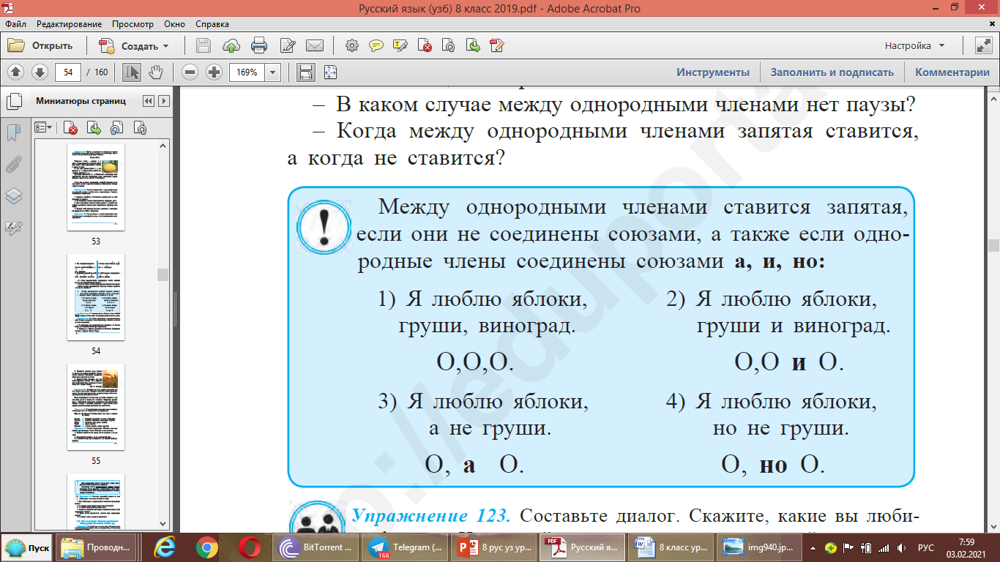 Русский язык (узб) 8 класс 2019.pdf - Adobe Acrobat Pro
Файл Редактирование Просмотр Окно Справка
Открыть Создать Настройка
54 / 160 169% Инструменты Заполнить и подписать Комментарии
Миниатюры страниц
53
54
55
– В каком случае между однородными членами нет паузы?
– Когда между однородными членами запятая ставится,
а когда не ставится?
Между однородными членами ставится запятая,
если они не соединены союзами, а также если одно-
родные члены соединены союзами а, и, но:
1) Я люблю яблоки,
груши, виноград.
О,О,О.
2) Я люблю яблоки,
груши и виноград.
О,О и О.
3) Я люблю яблоки,
а не груши.
О, а О.
4) Я люблю яблоки,
но не груши.
О, но О.
Упражнение 123. Составьте диалог. Скажите, какие вы люби-
Пуск Проводн... BitTorrent ... Telegram (... 166 8 рус уз ур... Русский я... 8 класс ур... img940.jp... РУС 7:59
03.02.2021